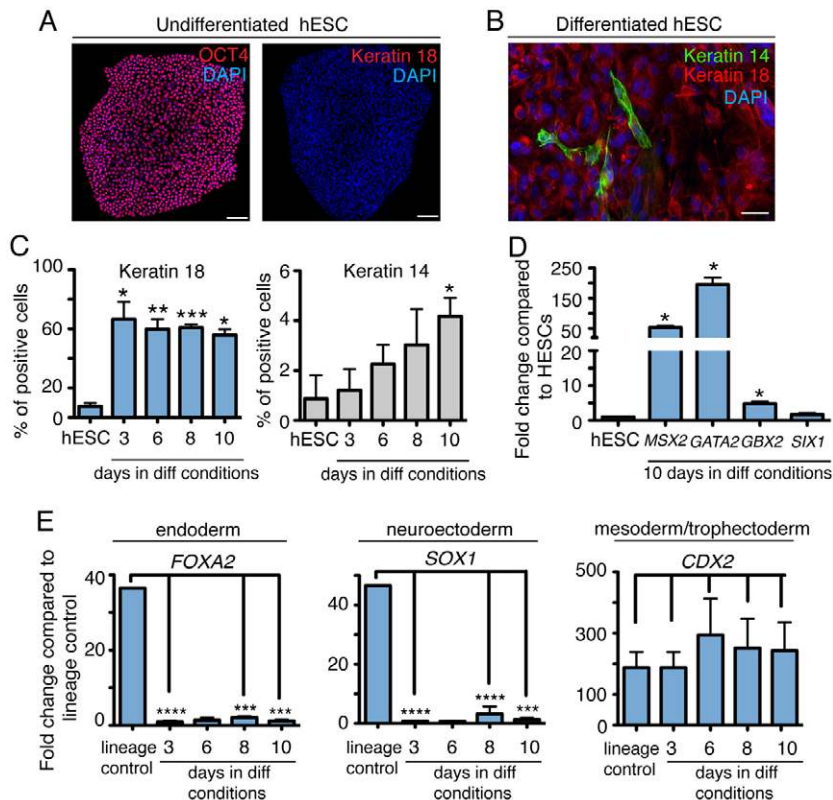 A
Undifferentiated hESC
OCT4
DAPI
Keratin 18
DAPI
B
Differentiated hESC
Keratin 14
Keratin 18
DAPI
C
% of positive cells
100
60
20
0
Keratin 18
*
**
***
*
hESC 3 6 8 10
days in diff conditions
% of positive cells
6
4
2
0
Keratin 14
*
hESC 3 6 8 10
days in diff conditions
D
Fold change compared
to HESCs
250
200
150
100
50
10
5
0
*
*
*
hESC MSX2 GATA2 GBX2 SIX1
10 days in diff conditions
E
Fold change compared to
lineage control
endoderm
FOXA2
40
20
0
**** *** ***
lineage control 3 6 8 10
days in diff conditions
neuroectoderm
SOX1
40
20
0
**** **** ***
lineage control 3 6 8 10
days in diff conditions
mesoderm/trophectoderm
CDX2
500
300
200
0
lineage control 3 6 8 10
days in diff conditions